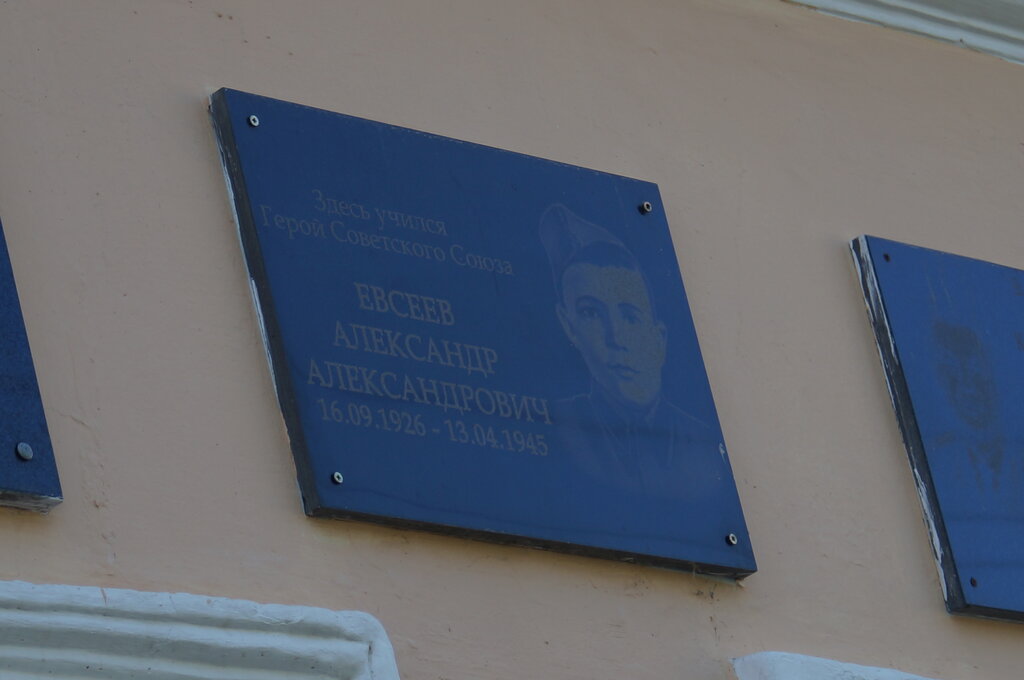 Здесь учился
Герой Советского Союза
ЕВСЕЕВ
АЛЕКСАНДР
АЛЕКСАНДРОВИЧ
16.09.1926 - 13.04.1945